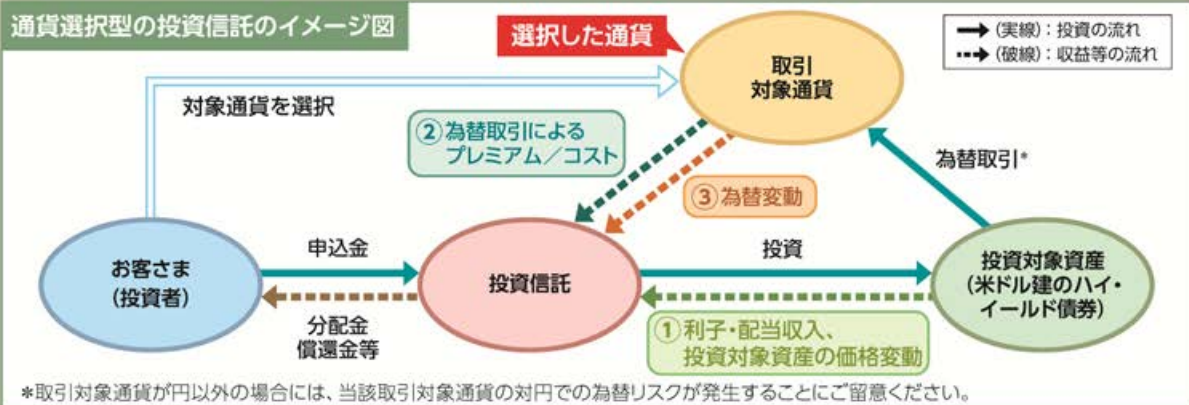 通貨選択型の投資信託のイメージ図
選択した通貨
(実線):投資の流れ
(破線):収益等の流れ
取引
対象通貨
対象通貨を選択
②為替取引による
プレミアム/コスト
為替取引*
③為替変動
お客さま
(投資者)
申込金
分配金
償還金等
投資信託
投資
①利子・配当収入、
投資対象資産の価格変動
投資対象資産
(米ドル建のハイ・
イールド債券)
*取引対象通貨が円以外の場合には、当該取引対象通貨の対円での為替リスクが発生することにご留意ください。